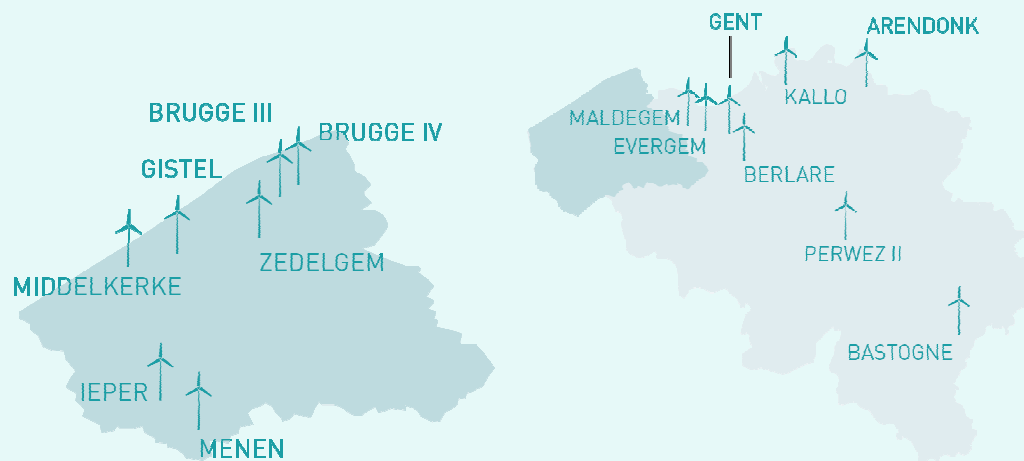 BRUGGE III
BRUGGE IV
GISTEL
ZEDELGEM
MIDDELKERKE
IEPER
MENEN
GENT
ARENDONK
KALLO
MALDEGEM
EVERGEM
BERLARE
PERWEZ II
BASTOGNE